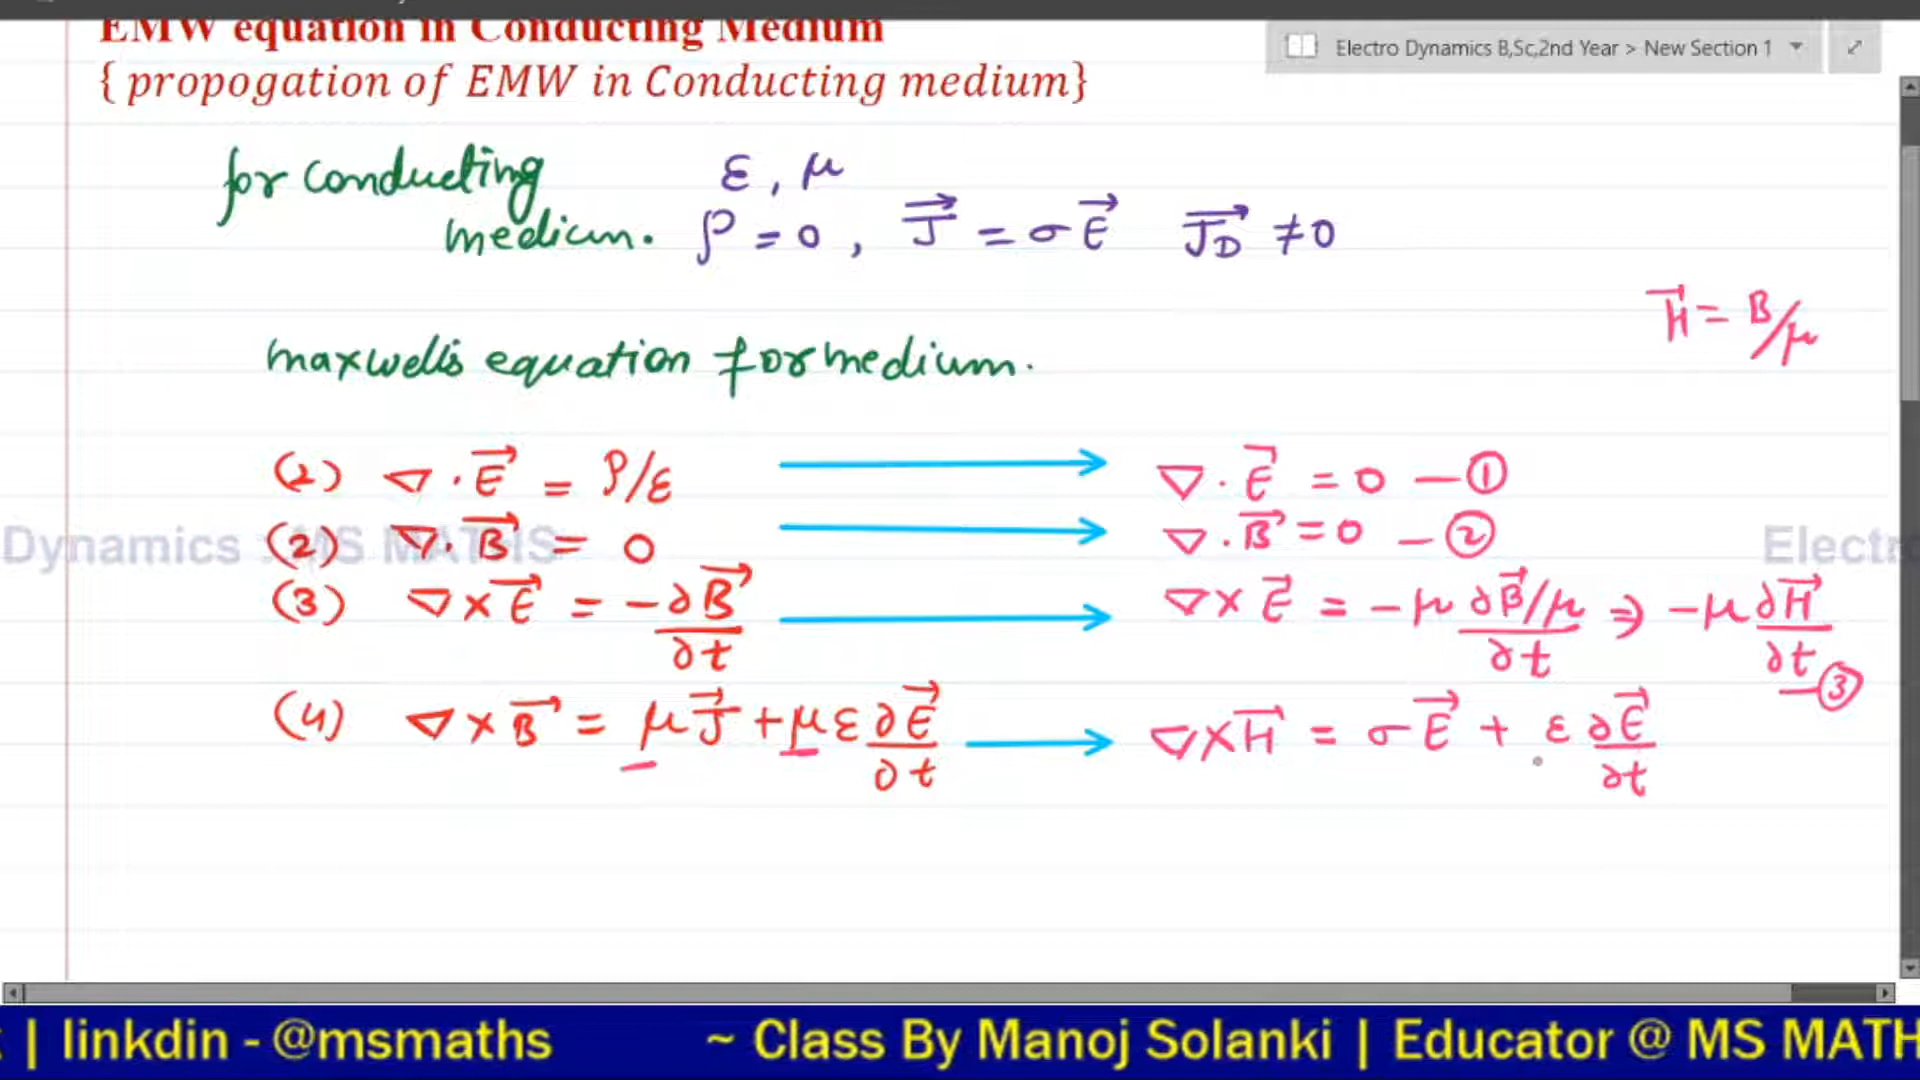 EMW equation in Conducting Medium
{ propogation of EMW in Conducting medium}
Electro Dynamics B,Sc,2nd Year > New Section 1
for conducting medium.
ε , μ
ρ = 0 , J⃗ = σE⃗ J⃗_D ≠ 0
H⃗ = B/μ
maxwell's equation for medium.
(1) ∇ · E⃗ = ρ/ε → ∇ · E⃗ = 0 — ①
(2) ∇ · B⃗ = 0 → ∇ · B⃗ = 0 — ②
Dynamics : MS MATHS
Electr
(3) ∇ × E⃗ = −∂B⃗/∂t → ∇ × E⃗ = − μ ∂B⃗/μ / ∂t ⇒ − μ ∂H⃗/∂t — ③
(4) ∇ × B⃗ = μJ⃗ + με ∂E⃗/∂t → ∇ × H⃗ = σE⃗ + ε ∂E⃗/∂t
| linkdin - @msmaths ~ Class By Manoj Solanki | Educator @ MS MATH